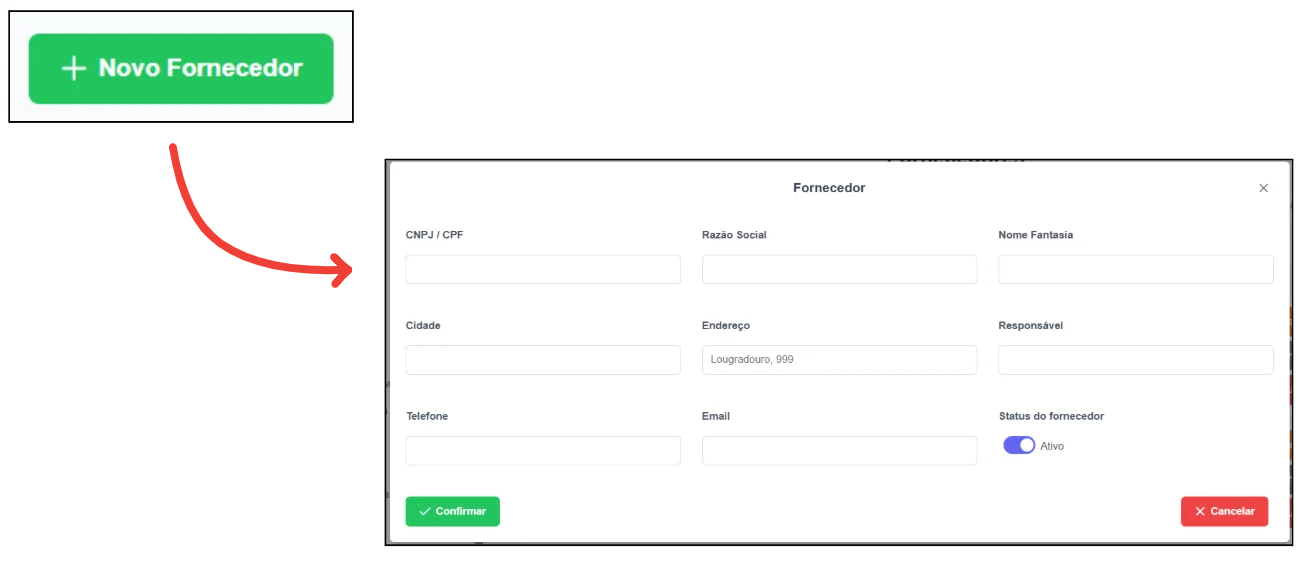 Novo Fornecedor
Fornecedor
CNPJ / CPF
Razão Social
Nome Fantasia
Cidade
Endereço
Responsável
Lougradouro, 999
Telefone
Email
Status do fornecedor
Ativo
Confirmar
Cancelar